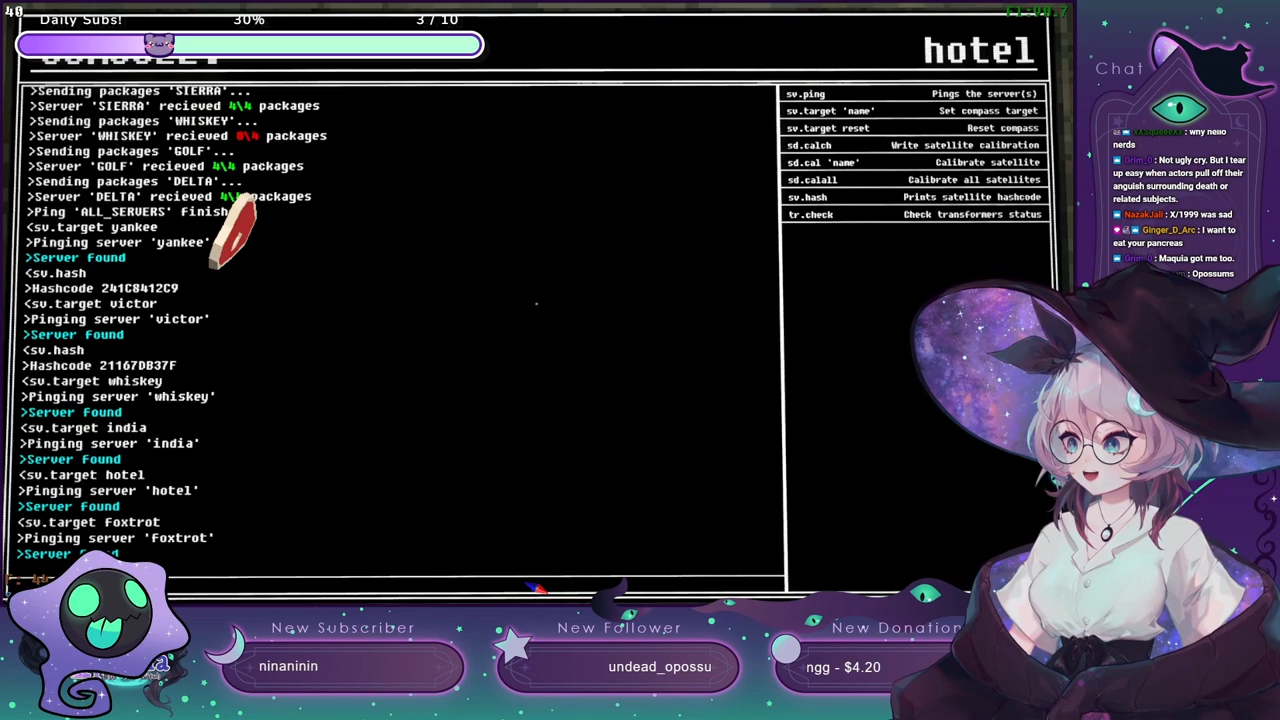 40
Daily Subs!
30%
3 / 10
hotel
>Sending packages 'SIERRA'...
>Server 'SIERRA' recieved 4\4 packages
>Sending packages 'WHISKEY'...
>Server 'WHISKEY' recieved 0\4 packages
>Sending packages 'GOLF'...
>Server 'GOLF' recieved 4\4 packages
>Sending packages 'DELTA'...
>Server 'DELTA' recieved packages
>Ping 'ALL_SERVERS' finish
<sv.target yankee
>Pinging server 'yankee'
>Server Found
<sv.hash
>Hashcode 241C8412C9
<sv.target victor
>Pinging server 'victor'
>Server Found
<sv.hash
>Hashcode 21167DB37F
<sv.target whiskey
>Pinging server 'whiskey'
>Server Found
<sv.target india
>Pinging server 'india'
>Server Found
<sv.target hotel
>Pinging server 'hotel'
>Server Found
<sv.target foxtrot
>Pinging server 'foxtrot'
>Server
sv.ping Pings the server(s)
sv.target 'name' Set compass target
sv.target reset Reset compass
sd.calch Write satellite calibration
sd.cal 'name' Calibrate satellite
sd.calall Calibrate all satellites
sv.hash Prints satellite hashcode
tr.check Check transformers status
Chat
: why hello
nerds
Grim_0 : Not ugly cry. But I tear
up easy when actors pull off their
anguish surrounding death or
related subjects.
NazakJali : X/1999 was sad
Ginger_D_Arc : I want to
eat your pancreas
Grim_0 : Maquia got me too.
: Opossums
New Subscriber
ninaninin
New Follower
undead_opossu
New Donation
ngg - $4.20